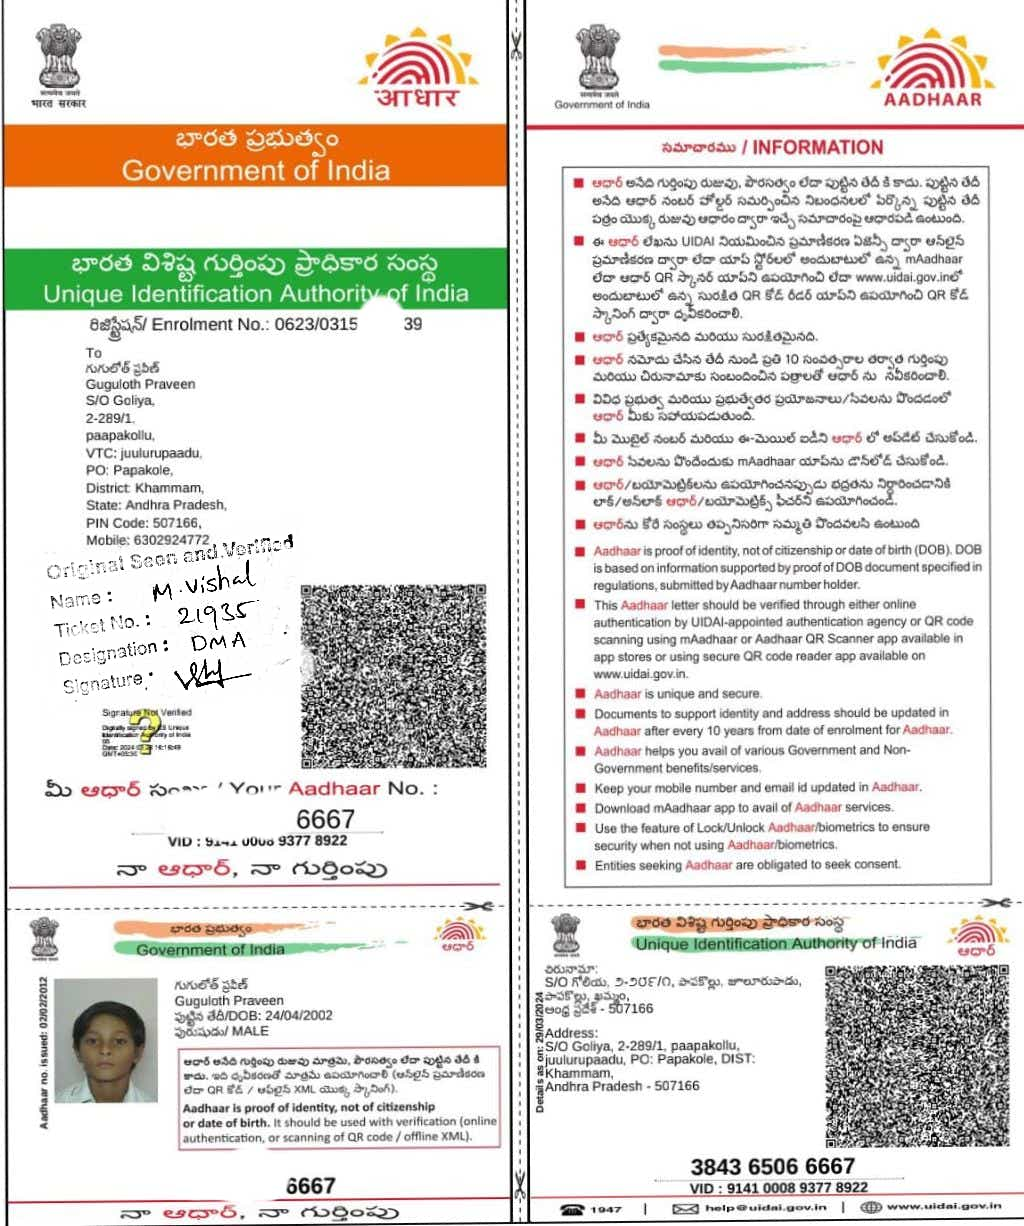 सत्यमेव जयते
भारत सरकार
आधार
భారత ప్రభుత్వం
Government of India
భారత విశిష్ట గుర్తింపు ప్రాధికార సంస్థ
Unique Identification Authority of India
రిజిస్ట్రేషన్/ Enrolment No.: 0623/0315 39
To
గుగులోత్ ప్రవీణ్
Guguloth Praveen
S/O Goliya,
2-289/1,
paapakollu,
VTC: juulurupaadu,
PO: Papakole,
District: Khammam,
State: Andhra Pradesh,
PIN Code: 507166,
Mobile: 6302924772
Original Seen and Verified
Name : M. Vishal
Ticket No. : 21935
Designation : DMA
Signature:
Signature Not Verified
Digitally signed by DS Unique
Identification Authority of India
05
GMT+05:30
మీ ఆధార్ / Your Aadhaar No. :
6667
VID : 9141 0008 9377 8922
నా ఆధార్, నా గుర్తింపు
భారత ప్రభుత్వం
Government of India
ఆధార్
Aadhaar no. issued: 02/02/2012
గుగులోత్ ప్రవీణ్
Guguloth Praveen
పుట్టిన తేదీ/DOB: 24/04/2002
పురుషుడు/ MALE
ఆధార్ అనేది గుర్తింపు రుజువు మాత్రమె, పౌరసత్వం లేదా పుట్టిన తేదీ కి
కాదు. ఇది ధృవీకరణతో మాత్రమె ఉపయోగించాలి (ఆన్‌లైన్ ప్రమాణీకరణ
లేదా QR కోడ్ / ఆఫ్‌లైన్ XML యొక్క స్కానింగ్).
Aadhaar is proof of identity, not of citizenship
or date of birth. It should be used with verification (online
authentication, or scanning of QR code / offline XML).
6667
నా ఆధార్, నా గుర్తింపు
सत्यमेव जयते
Government of India
AADHAAR
సమాచారము / INFORMATION
ఆధార్ అనేది గుర్తింపు రుజువు, పౌరసత్వం లేదా పుట్టిన తేదీ కి కాదు. పుట్టిన తేదీ
అనేది ఆధార్ నంబర్ హోల్డర్ సమర్పించిన నిబంధనలలో పేర్కొన్న పుట్టిన తేదీ
పత్రం యొక్క రుజువు ఆధారం ద్వారా ఇచ్చే సమాచారంపై ఆధారపడి ఉంటుంది.
ఈ ఆధార్ లేఖను UIDAI నియమించిన ప్రమాణీకరణ ఏజెన్సీ ద్వారా ఆన్‌లైన్
ప్రమాణీకరణ ద్వారా లేదా యాప్ స్టోర్‌లలో అందుబాటులో ఉన్న mAadhaar
లేదా ఆధార్ QR స్కానర్ యాప్‌ని ఉపయోగించి లేదా www.uidai.gov.inలో
అందుబాటులో ఉన్న సురక్షిత QR కోడ్ రీడర్ యాప్‌ని ఉపయోగించి QR కోడ్
స్కానింగ్ ద్వారా ధృవీకరించాలి.
ఆధార్ ప్రత్యేకమైనది మరియు సురక్షితమైనది.
ఆధార్ నమోదు చేసిన తేదీ నుండి ప్రతి 10 సంవత్సరాల తర్వాత గుర్తింపు
మరియు చిరునామాకు సంబందించిన పత్రాలతో ఆధార్ ను నవీకరించాలి.
వివిధ ప్రభుత్వ మరియు ప్రభుత్వేతర ప్రయోజనాలు/సేవలను పొందడంలో
ఆధార్ మీకు సహాయపడుతుంది.
మీ మొబైల్ నంబర్ మరియు ఈ-మెయిల్ ఐడీని ఆధార్ లో అప్‌డేట్ చేసుకోండి.
ఆధార్ సేవలను పొందేందుకు mAadhaar యాప్‌ను డౌన్‌లోడ్ చేసుకోండి.
ఆధార్/బయోమెట్రిక్‌లను ఉపయోగించనప్పుడు భద్రతను నిర్ధారించడానికి
లాక్/అన్‌లాక్ ఆధార్/బయోమెట్రిక్స్ ఫీచర్‌ని ఉపయోగించండి.
ఆధార్‌ను కోరే సంస్థలు తప్పనిసరిగా సమ్మతి పొందవలసి ఉంటుంది
Aadhaar is proof of identity, not of citizenship or date of birth (DOB). DOB
is based on information supported by proof of DOB document specified in
regulations, submitted by Aadhaar number holder.
This Aadhaar letter should be verified through either online
authentication by UIDAI-appointed authentication agency or QR code
scanning using mAadhaar or Aadhaar QR Scanner app available in
app stores or using secure QR code reader app available on
www.uidai.gov.in.
Aadhaar is unique and secure.
Documents to support identity and address should be updated in
Aadhaar after every 10 years from date of enrolment for Aadhaar.
Aadhaar helps you avail of various Government and Non-
Government benefits/services.
Keep your mobile number and email id updated in Aadhaar.
Download mAadhaar app to avail of Aadhaar services.
Use the feature of Lock/Unlock Aadhaar/biometrics to ensure
security when not using Aadhaar/biometrics.
Entities seeking Aadhaar are obligated to seek consent.
భారత విశిష్ట గుర్తింపు ప్రాధికార సంస్థ
Unique Identification Authority of India
ఆధార్
Details as on: 29/03/2024
చిరునామా:
S/O గోలియ, ౨-౨౮౯/౧, పాపకొల్లు, జూలూరుపాడు,
పాపకొల్లు, ఖమ్మం,
ఆంధ్ర ప్రదేశ్ - 507166
Address:
S/O Goliya, 2-289/1, paapakollu,
juulurupaadu, PO: Papakole, DIST:
Khammam,
Andhra Pradesh - 507166
3843 6506 6667
VID : 9141 0008 9377 8922
1947 | help@uidai.gov.in | www.uidai.gov.in